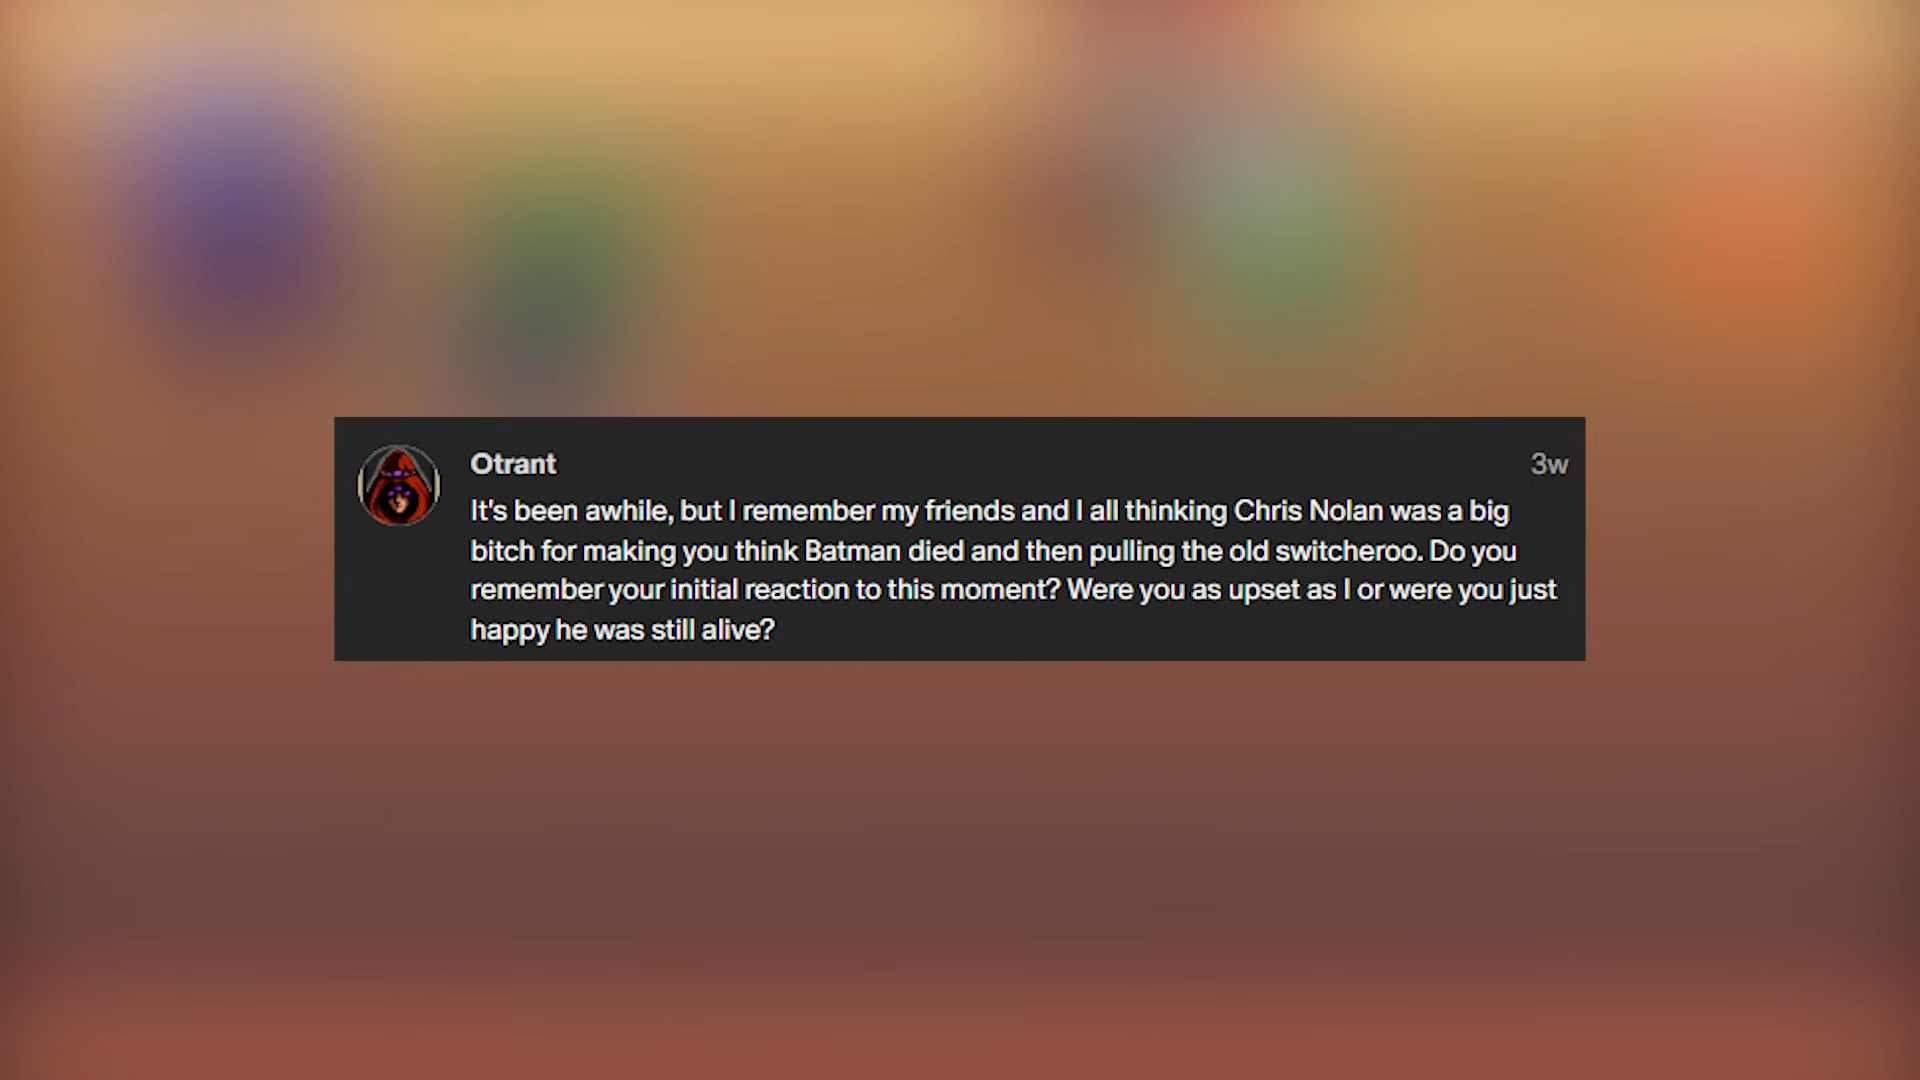 Otrant
3w
It's been awhile, but I remember my friends and I all thinking Chris Nolan was a big
bitch for making you think Batman died and then pulling the old switcheroo. Do you
remember your initial reaction to this moment? Were you as upset as I or were you just
happy he was still alive?